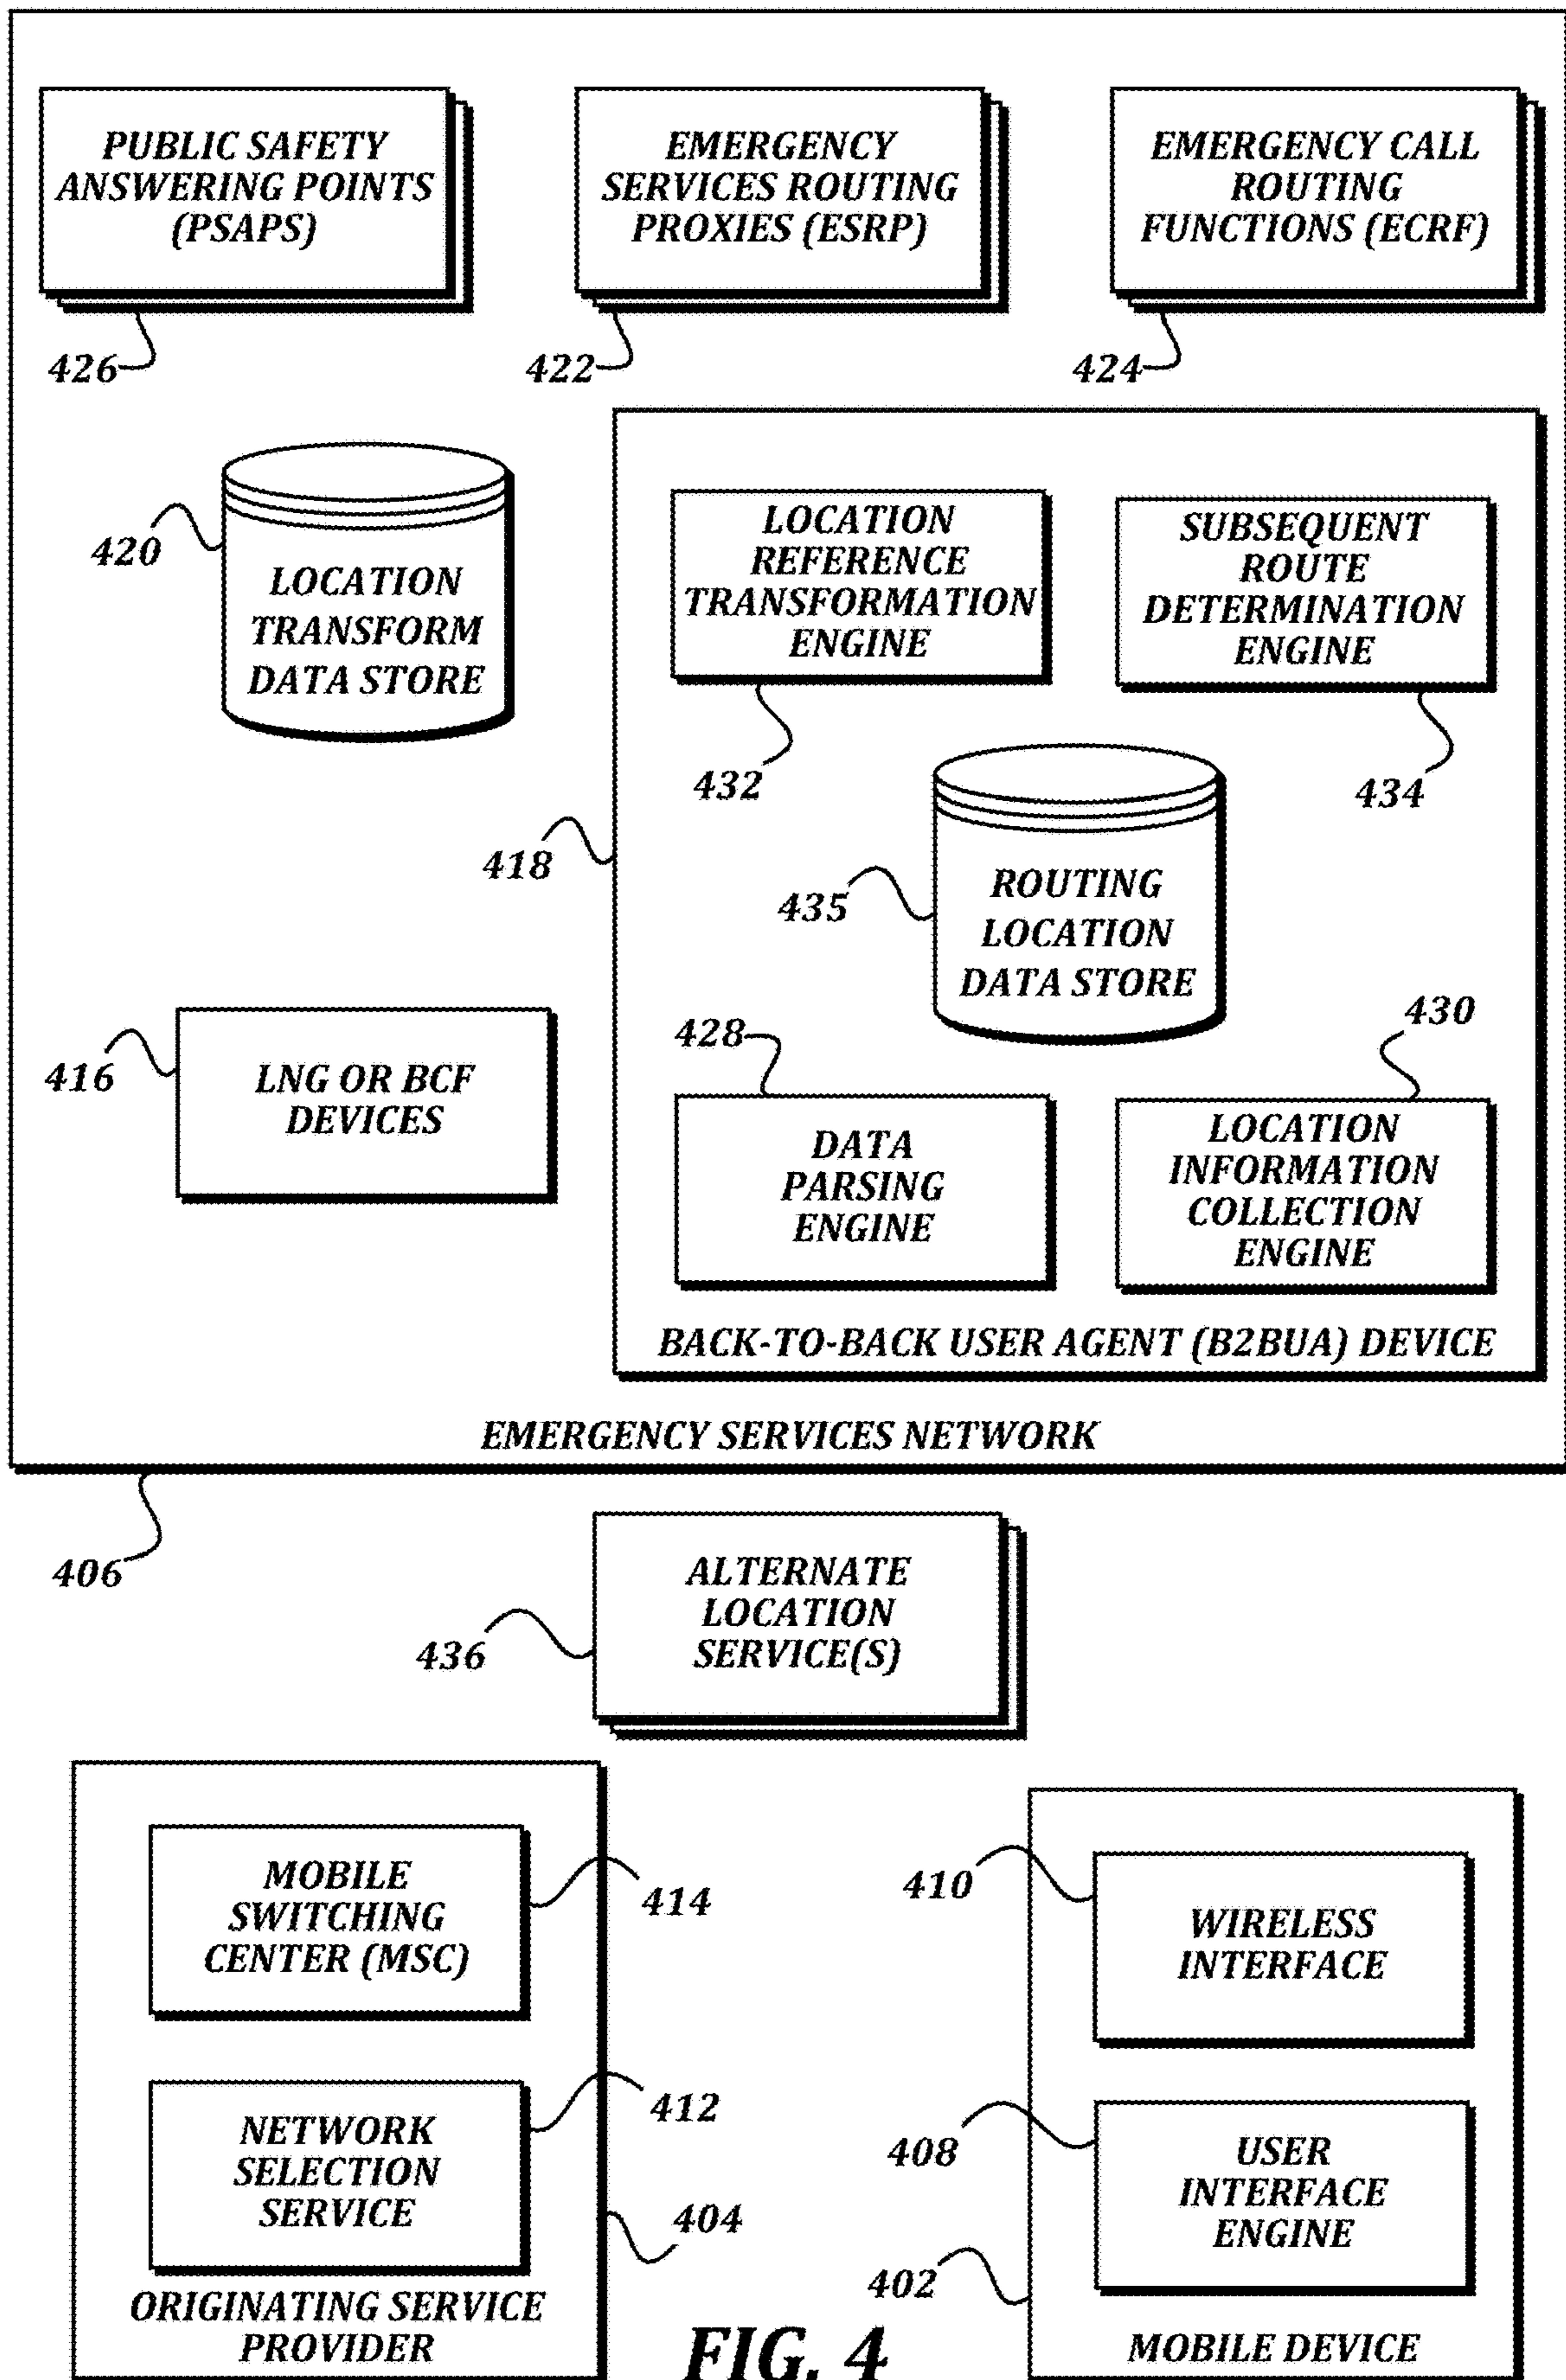 PUBLIC SAFETY
ANSWERING POINTS
(PSAPS)
426
EMERGENCY
SERVICES ROUTING
PROXIES (ESRP)
422
EMERGENCY CALL
ROUTING
FUNCTIONS (ECRF)
424
420
LOCATION
TRANSFORM
DATA STORE
LOCATION
REFERENCE
TRANSFORMATION
ENGINE
432
SUBSEQUENT
ROUTE
DETERMINATION
ENGINE
434
418
435
ROUTING
LOCATION
DATA STORE
416
LNG OR BCF
DEVICES
428
DATA
PARSING
ENGINE
430
LOCATION
INFORMATION
COLLECTION
ENGINE
BACK-TO-BACK USER AGENT (B2BUA) DEVICE
EMERGENCY SERVICES NETWORK
406
436
ALTERNATE
LOCATION
SERVICE(S)
MOBILE
SWITCHING
CENTER (MSC)
414
NETWORK
SELECTION
SERVICE
412
404
ORIGINATING SERVICE
PROVIDER
410
WIRELESS
INTERFACE
408
USER
INTERFACE
ENGINE
402
MOBILE DEVICE
FIG. 4